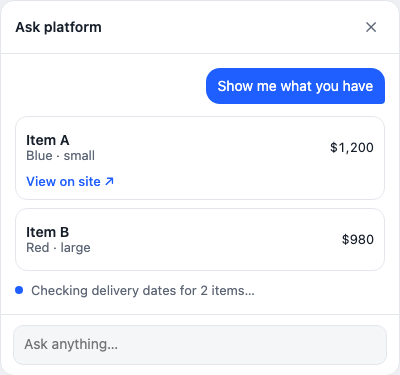 Ask platform
Show me what you have
Item A
Blue · small
$1,200
View on site ↗
Item B
Red · large
$980
Checking delivery dates for 2 items...
Ask anything...